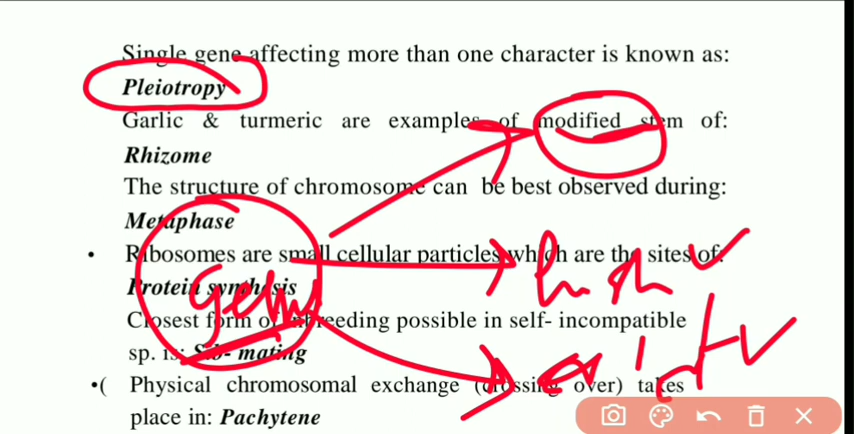 Single gene affecting more than one character is known as:
Pleiotropy
Garlic & turmeric are examples of modified stem of:
Rhizome
The structure of chromosome can be best observed during:
Metaphase
• Ribosomes are small cellular particles which are the sites of:
Protein synthesis
Closest form of inbreeding possible in self- incompatible
sp. is: Sib- mating
•( Physical chromosomal exchange (crossing over) takes
place in: Pachytene